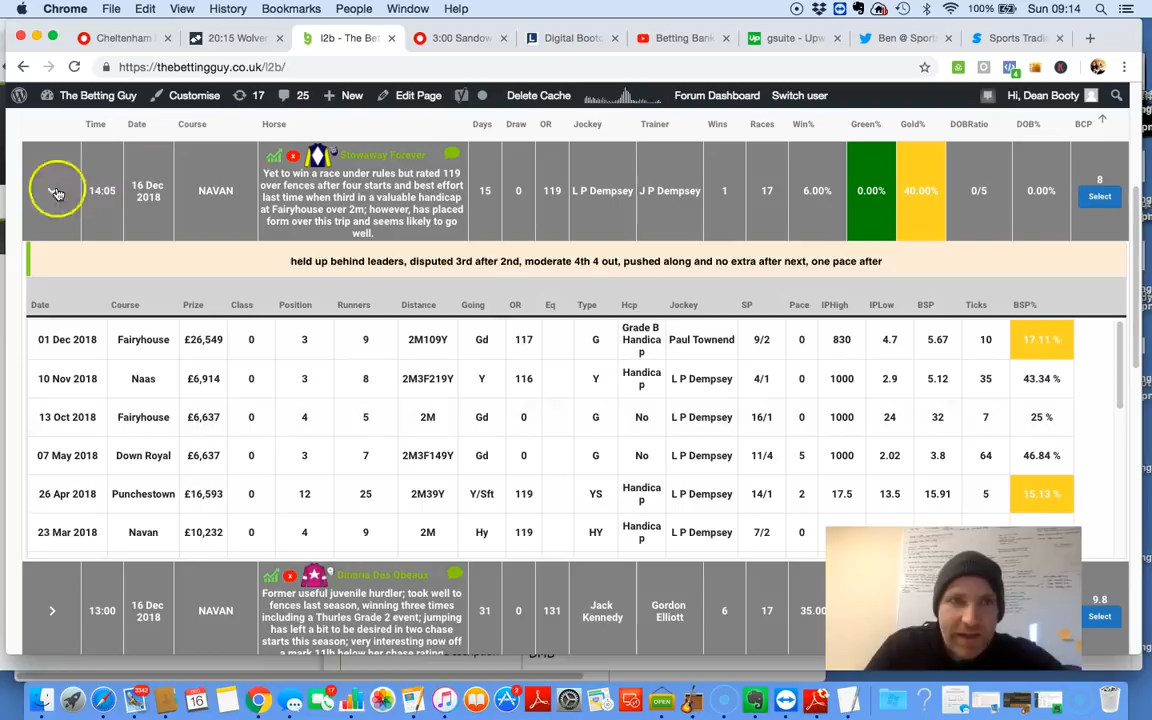 Chrome File Edit View History Bookmarks People Window Help 100% Sun 09:14
Cheltenham 20:15 Wolver l2b - The Bet 3:00 Sandow Digital Bootc Betting Bank gsuite - Upw Ben @ Sport Sports Tradi
https://thebettingguy.co.uk/l2b/
The Betting Guy Customise 17 25 New Edit Page Delete Cache Forum Dashboard Switch user Hi, Dean Booty
Time Date Course Horse Days Draw OR Jockey Trainer Wins Races Win% Green% Gold% DOBRatio DOB% BCP
Stowaway Forever
Yet to win a race under rules but rated 119
over fences after four starts and best effort
last time when third in a valuable handicap
at Fairyhouse over 2m; however, has placed
form over this trip and seems likely to go
well.
14:05 16 Dec 2018 NAVAN 15 0 119 L P Dempsey J P Dempsey 1 17 6.00% 0.00% 40.00% 0/5 0.00% 8
Select
held up behind leaders, disputed 3rd after 2nd, moderate 4th 4 out, pushed along and no extra after next, one pace after
Date Course Prize Class Position Runners Distance Going OR Eq Type Hcp Jockey SP Pace IPHigh IPLow BSP Ticks BSP%
01 Dec 2018 Fairyhouse £26,549 0 3 9 2M109Y Gd 117 G Grade B Handicap Paul Townend 9/2 0 830 4.7 5.67 10 17.11 %
10 Nov 2018 Naas £6,914 0 3 8 2M3F219Y Y 116 Y Handicap L P Dempsey 4/1 0 1000 2.9 5.12 35 43.34 %
13 Oct 2018 Fairyhouse £6,637 0 4 5 2M Gd 0 G No L P Dempsey 16/1 0 1000 24 32 7 25 %
07 May 2018 Down Royal £6,637 0 3 7 2M3F149Y Gd 0 G No L P Dempsey 11/4 5 1000 2.02 3.8 64 46.84 %
26 Apr 2018 Punchestown £16,593 0 12 25 2M39Y Y/Sft 119 YS Handicap L P Dempsey 14/1 2 17.5 13.5 15.91 5 15.13 %
23 Mar 2018 Navan £10,232 0 4 9 2M Hy 119 HY Handicap L P Dempsey 7/2 0
Dinaria Des Obeaux
Former useful juvenile hurdler; took well to
fences last season, winning three times
including a Thurles Grade 2 event; jumping
has left a bit to be desired in two chase
starts this season; very interesting now off
a mark 11lb below her chase rating
13:00 16 Dec 2018 NAVAN 31 0 131 Jack Kennedy Gordon Elliott 6 17 35.00 9.8
Select